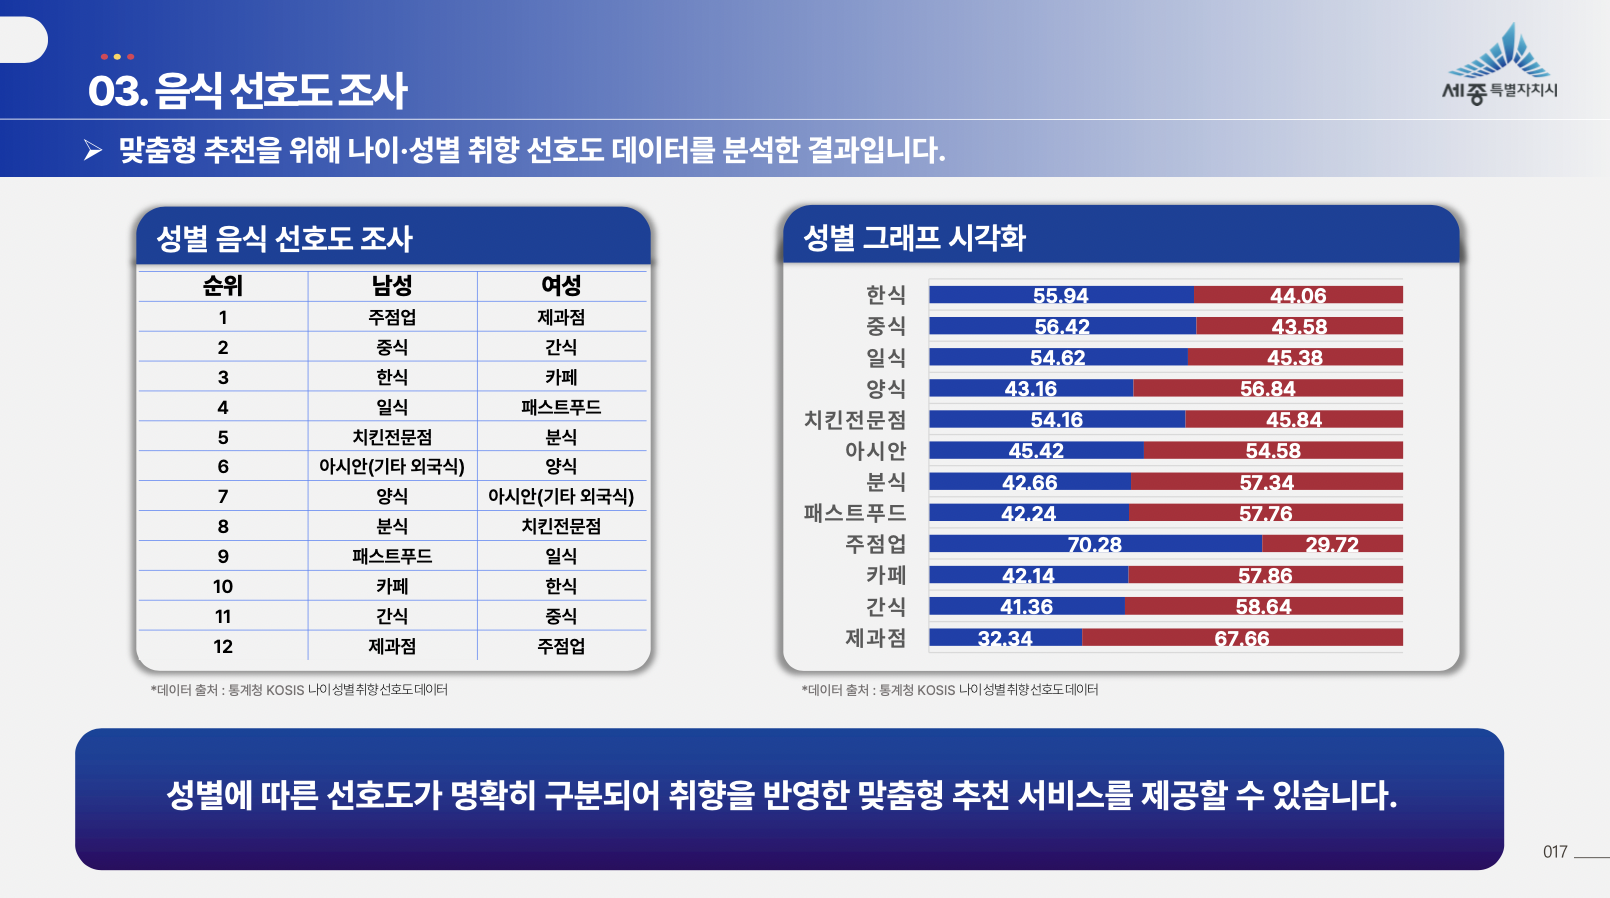 03. 음식 선호도 조사
세종특별자치시
➢ 맞춤형 추천을 위해 나이·성별 취향 선호도 데이터를 분석한 결과입니다.
성별 음식 선호도 조사
순위 남성 여성
1 주점업 제과점
2 중식 간식
3 한식 카페
4 일식 패스트푸드
5 치킨전문점 분식
6 아시안(기타 외국식) 양식
7 양식 아시안(기타 외국식)
8 분식 치킨전문점
9 패스트푸드 일식
10 카페 한식
11 간식 중식
12 제과점 주점업
*데이터 출처 : 통계청 KOSIS 나이성별취향선호도데이터
성별 그래프 시각화
한식 55.94 44.06
중식 56.42 43.58
일식 54.62 45.38
양식 43.16 56.84
치킨전문점 54.16 45.84
아시안 45.42 54.58
분식 42.66 57.34
패스트푸드 42.24 57.76
주점업 70.28 29.72
카페 42.14 57.86
간식 41.36 58.64
제과점 32.34 67.66
*데이터 출처 : 통계청 KOSIS 나이성별취향선호도데이터
성별에 따른 선호도가 명확히 구분되어 취향을 반영한 맞춤형 추천 서비스를 제공할 수 있습니다.
017